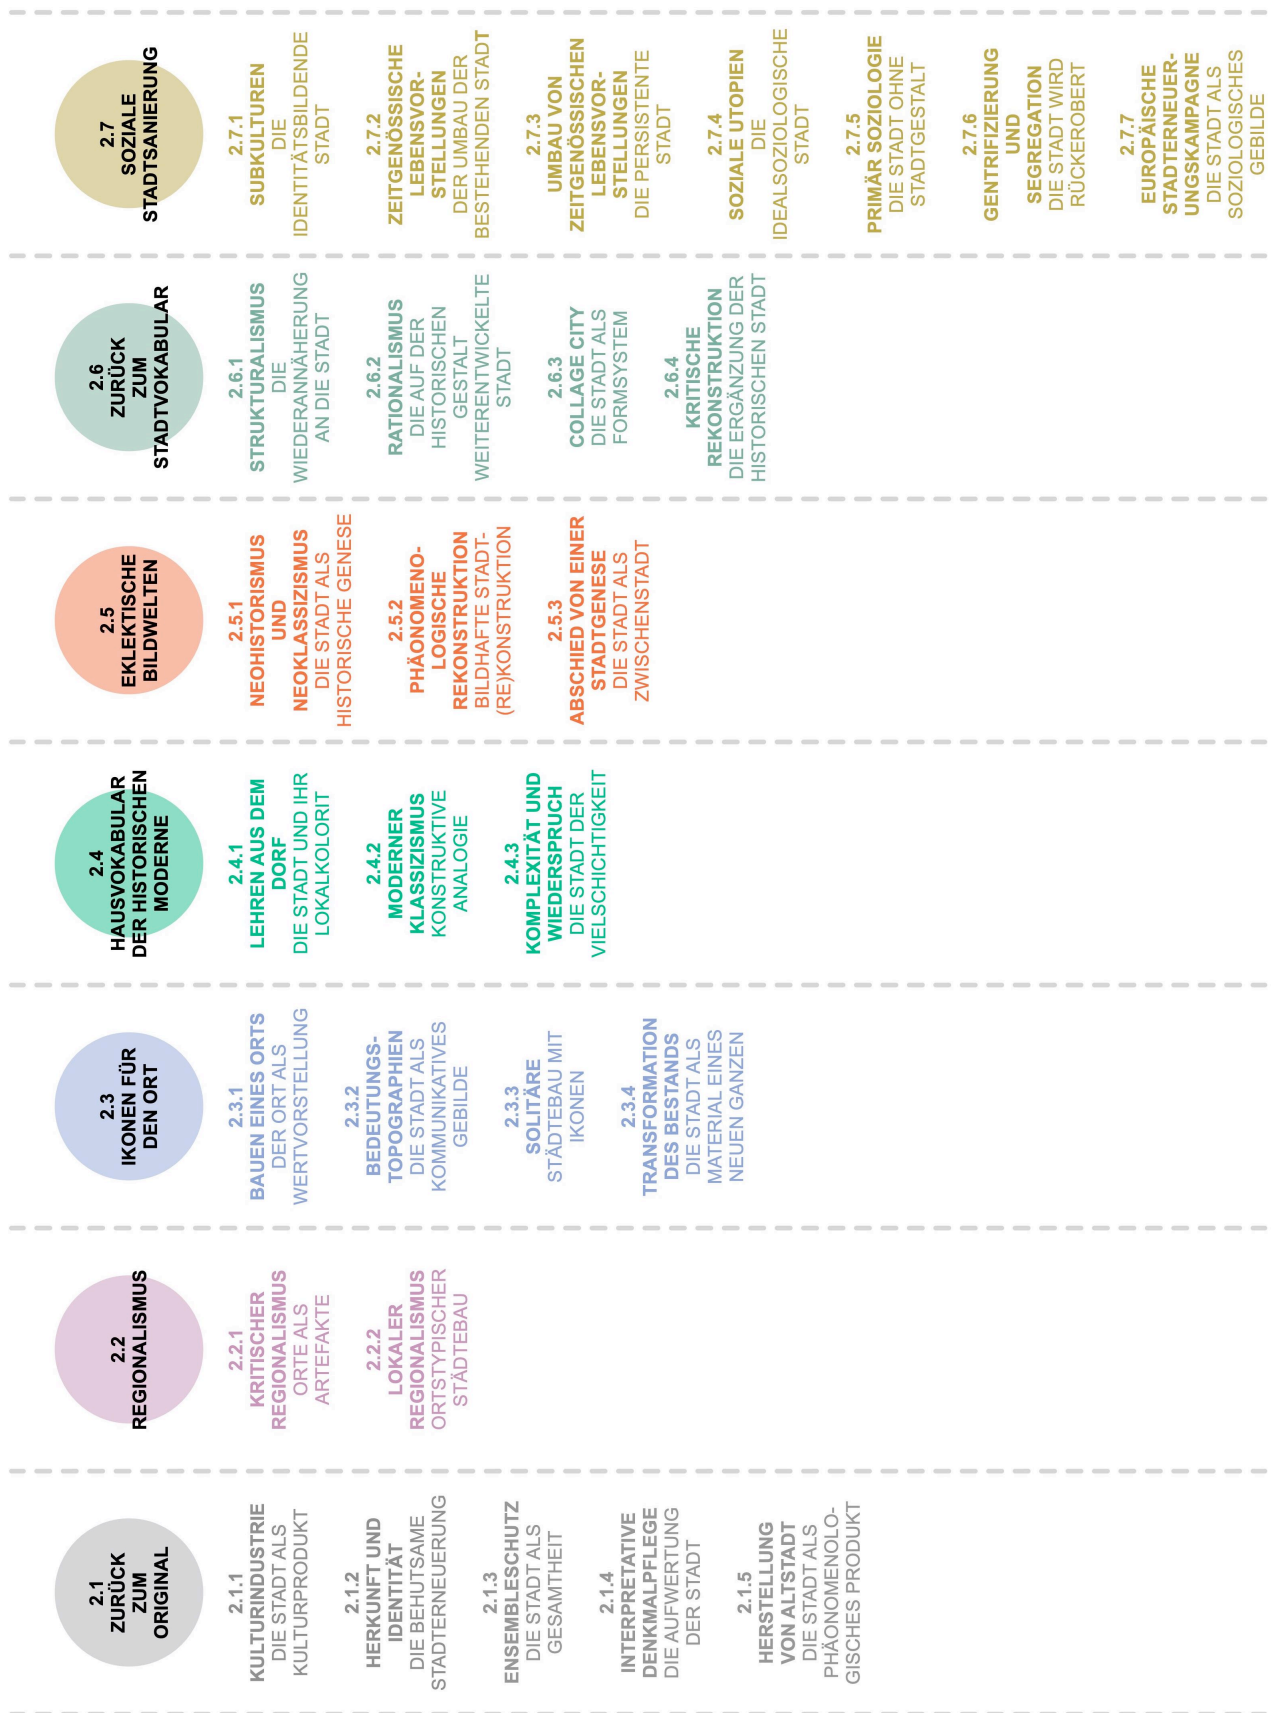 2.1
ZURÜCK
ZUM
ORIGINAL
2.1.1
KULTURINDUSTRIE
DIE STADT ALS
KULTURPRODUKT
2.1.2
HERKUNFT UND
IDENTITÄT
DIE BEHUTSAME
STADTERNEUERUNG
2.1.3
ENSEMBLESCHUTZ
DIE STADT ALS
GESAMTHEIT
2.1.4
INTERPRETATIVE
DENKMALPFLEGE
DIE AUFWERTUNG
DER STADT
2.1.5
HERSTELLUNG
VON ALTSTADT
DIE STADT ALS
PHÄONOMENOLO-
GISCHES PRODUKT
2.2
REGIONALISMUS
2.2.1
KRITISCHER
REGIONALISMUS
ORTE ALS
ARTEFAKTE
2.2.2
LOKALER
REGIONALISMUS
ORTSTYPISCHER
STÄDTEBAU
2.3
IKONEN FÜR
DEN ORT
2.3.1
BAUEN EINES ORTS
DER ORT ALS
WERTVORSTELLUNG
2.3.2
BEDEUTUNGS-
TOPOGRAPHIEN
DIE STADT ALS
KOMMUNIKATIVES
GEBILDE
2.3.3
SOLITÄRE
STÄDTEBAU MIT
IKONEN
2.3.4
TRANSFORMATION
DES BESTANDS
DIE STADT ALS
MATERIAL EINES
NEUEN GANZEN
2.4
HAUSVOKABULAR
DER HISTORISCHEN
MODERNE
2.4.1
LEHREN AUS DEM
DORF
DIE STADT UND IHR
LOKALKOLORIT
2.4.2
MODERNER
KLASSIZISMUS
KONSTRUKTIVE
ANALOGIE
2.4.3
KOMPLEXITÄT UND
WIEDERSPRUCH
DIE STADT DER
VIELSCHICHTIGKEIT
2.5
EKLEKTISCHE
BILDWELTEN
2.5.1
NEOHISTORISMUS
UND
NEOKLASSIZISMUS
DIE STADT ALS
HISTORISCHE GENESE
2.5.2
PHÄONOMENO-
LOGISCHE
REKONSTRUKTION
BILDHAFTE STADT-
(RE)KONSTRUKTION
2.5.3
ABSCHIED VON EINER
STADTGENESE
DIE STADT ALS
ZWISCHENSTADT
2.6
ZURÜCK
ZUM
STADTVOKABULAR
2.6.1
STRUKTURALISMUS
DIE
WIEDERANNÄHERUNG
AN DIE STADT
2.6.2
RATIONALISMUS
DIE AUF DER
HISTORISCHEN
GESTALT
WEITERENTWICKELTE
STADT
2.6.3
COLLAGE CITY
DIE STADT ALS
FORMSYSTEM
2.6.4
KRITISCHE
REKONSTRUKTION
DIE ERGÄNZUNG DER
HISTORISCHEN STADT
2.7
SOZIALE
STADTSANIERUNG
2.7.1
SUBKULTUREN
DIE
IDENTITÄTSBILDENDE
STADT
2.7.2
ZEITGENÖSSISCHE
LEBENSVOR-
STELLUNGEN
DER UMBAU DER
BESTEHENDEN STADT
2.7.3
UMBAU VON
ZEITGENÖSSISCHEN
LEBENSVOR-
STELLUNGEN
DIE PERSISTENTE
STADT
2.7.4
SOZIALE UTOPIEN
DIE
IDEALSOZIOLOGISCHE
STADT
2.7.5
PRIMÄR SOZIOLOGIE
DIE STADT OHNE
STADTGESTALT
2.7.6
GENTRIFIZIERUNG
UND
SEGREGATION
DIE STADT WIRD
RÜCKEROBERT
2.7.7
EUROPÄISCHE
STADTERNEUER-
UNGSKAMPAGNE
DIE STADT ALS
SOZIOLOGISCHES
GEBILDE